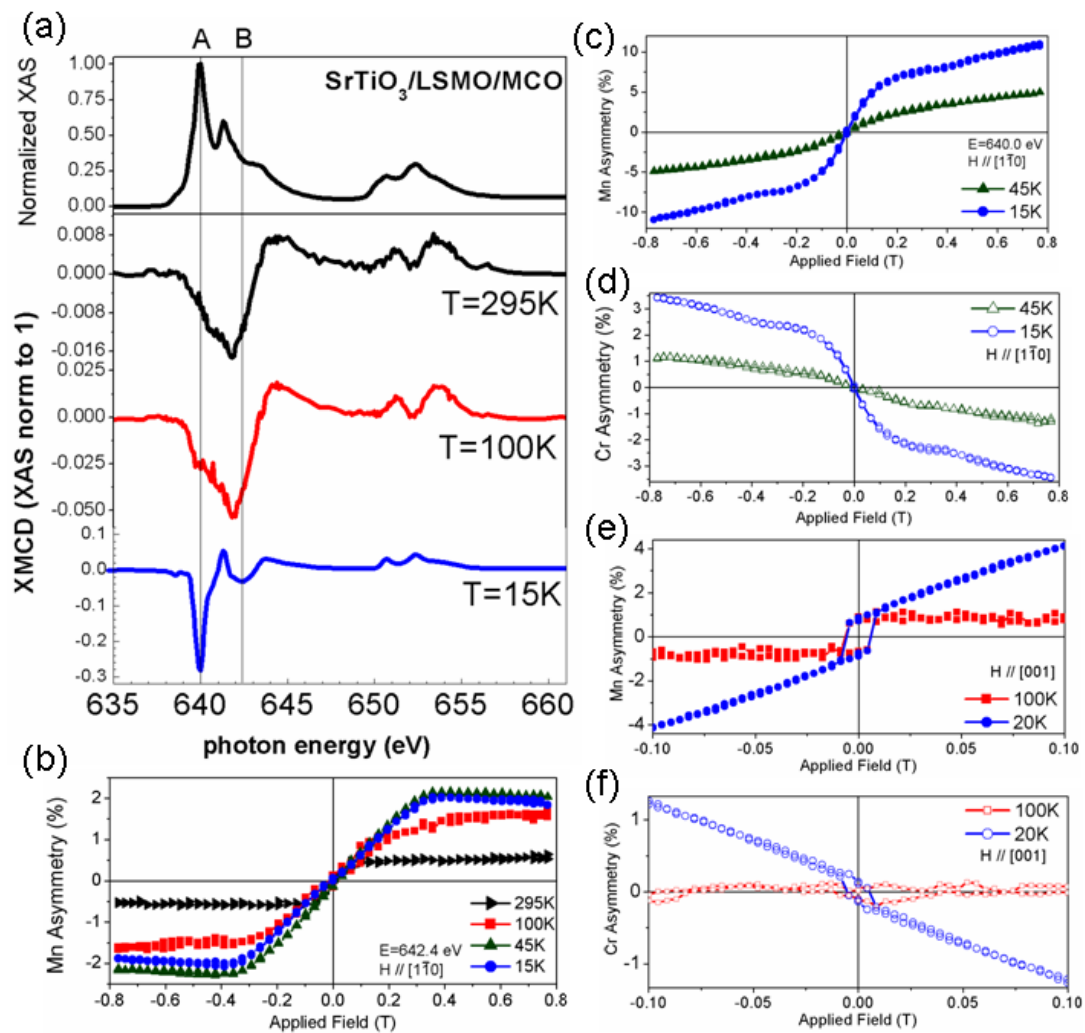 (a)
A B
SrTiO₃/LSMO/MCO
Normalized XAS
1.00
0.75
0.50
0.25
0.00
XMCD (XAS norm to 1)
0.008
0.000
-0.008
-0.016
T=295K
0.025
0.000
-0.025
-0.050
T=100K
0.1
0.0
-0.1
-0.2
-0.3
T=15K
635 640 645 650 655 660
photon energy (eV)
(b)
Mn Asymmetry (%)
2
1
0
-1
-2
295K
100K
45K
15K
E=642.4 eV
H // [11̄0]
-0.8 -0.6 -0.4 -0.2 0.0 0.2 0.4 0.6 0.8
Applied Field (T)
(c)
Mn Asymmetry (%)
10
5
0
-5
-10
E=640.0 eV
H // [11̄0]
45K
15K
-0.8 -0.6 -0.4 -0.2 0.0 0.2 0.4 0.6 0.8
Applied Field (T)
(d)
Cr Asymmetry (%)
3
2
1
0
-1
-2
-3
45K
15K
H // [11̄0]
-0.8 -0.6 -0.4 -0.2 0.0 0.2 0.4 0.6 0.8
Applied Field (T)
(e)
Mn Asymmetry (%)
4
2
0
-2
-4
H // [001]
100K
20K
-0.10 -0.05 0.00 0.05 0.10
Applied Field (T)
(f)
Cr Asymmetry (%)
1
0
-1
100K
20K
H // [001]
-0.10 -0.05 0.00 0.05 0.10
Applied Field (T)